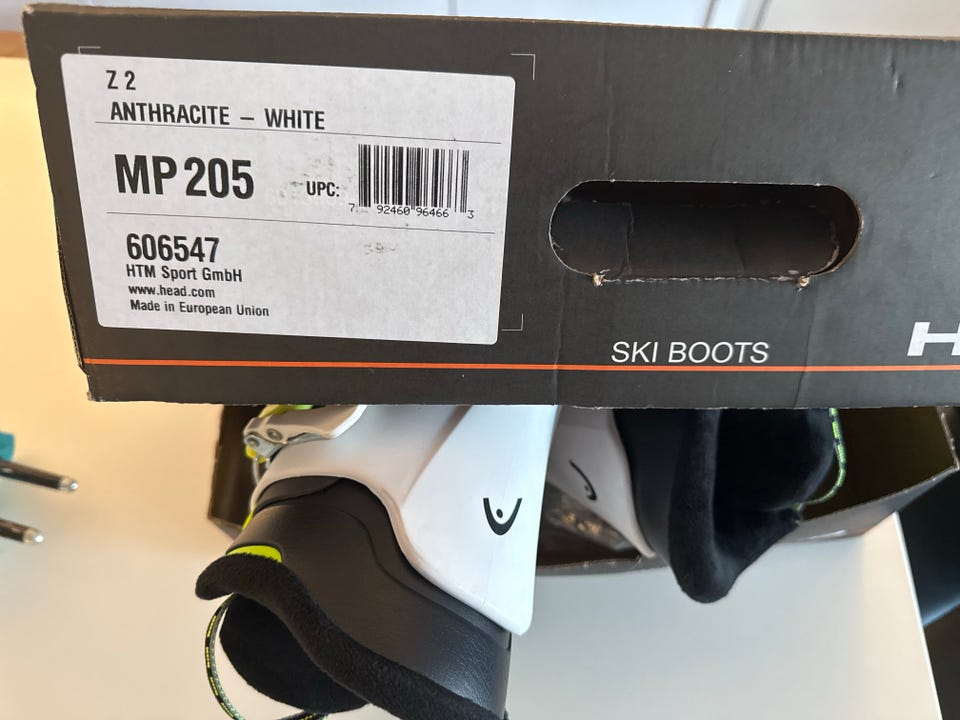 Z 2
ANTHRACITE – WHITE
MP 205
UPC:
7 92460 96466 3
606547
HTM Sport GmbH
www.head.com
Made in European Union
SKI BOOTS